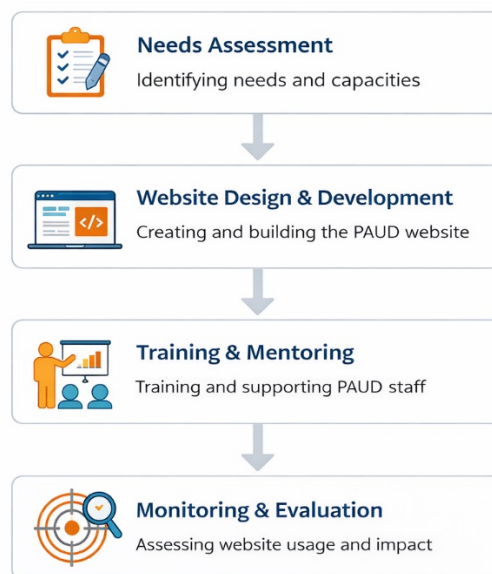 Needs Assessment
Identifying needs and capacities
</>
Website Design & Development
Creating and building the PAUD website
Training & Mentoring
Training and supporting PAUD staff
Monitoring & Evaluation
Assessing website usage and impact